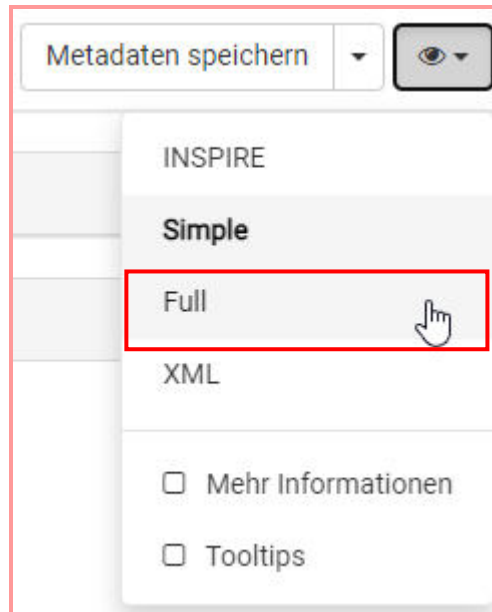 Metadaten speichern
INSPIRE
Simple
Full
XML
Mehr Informationen
Tooltips